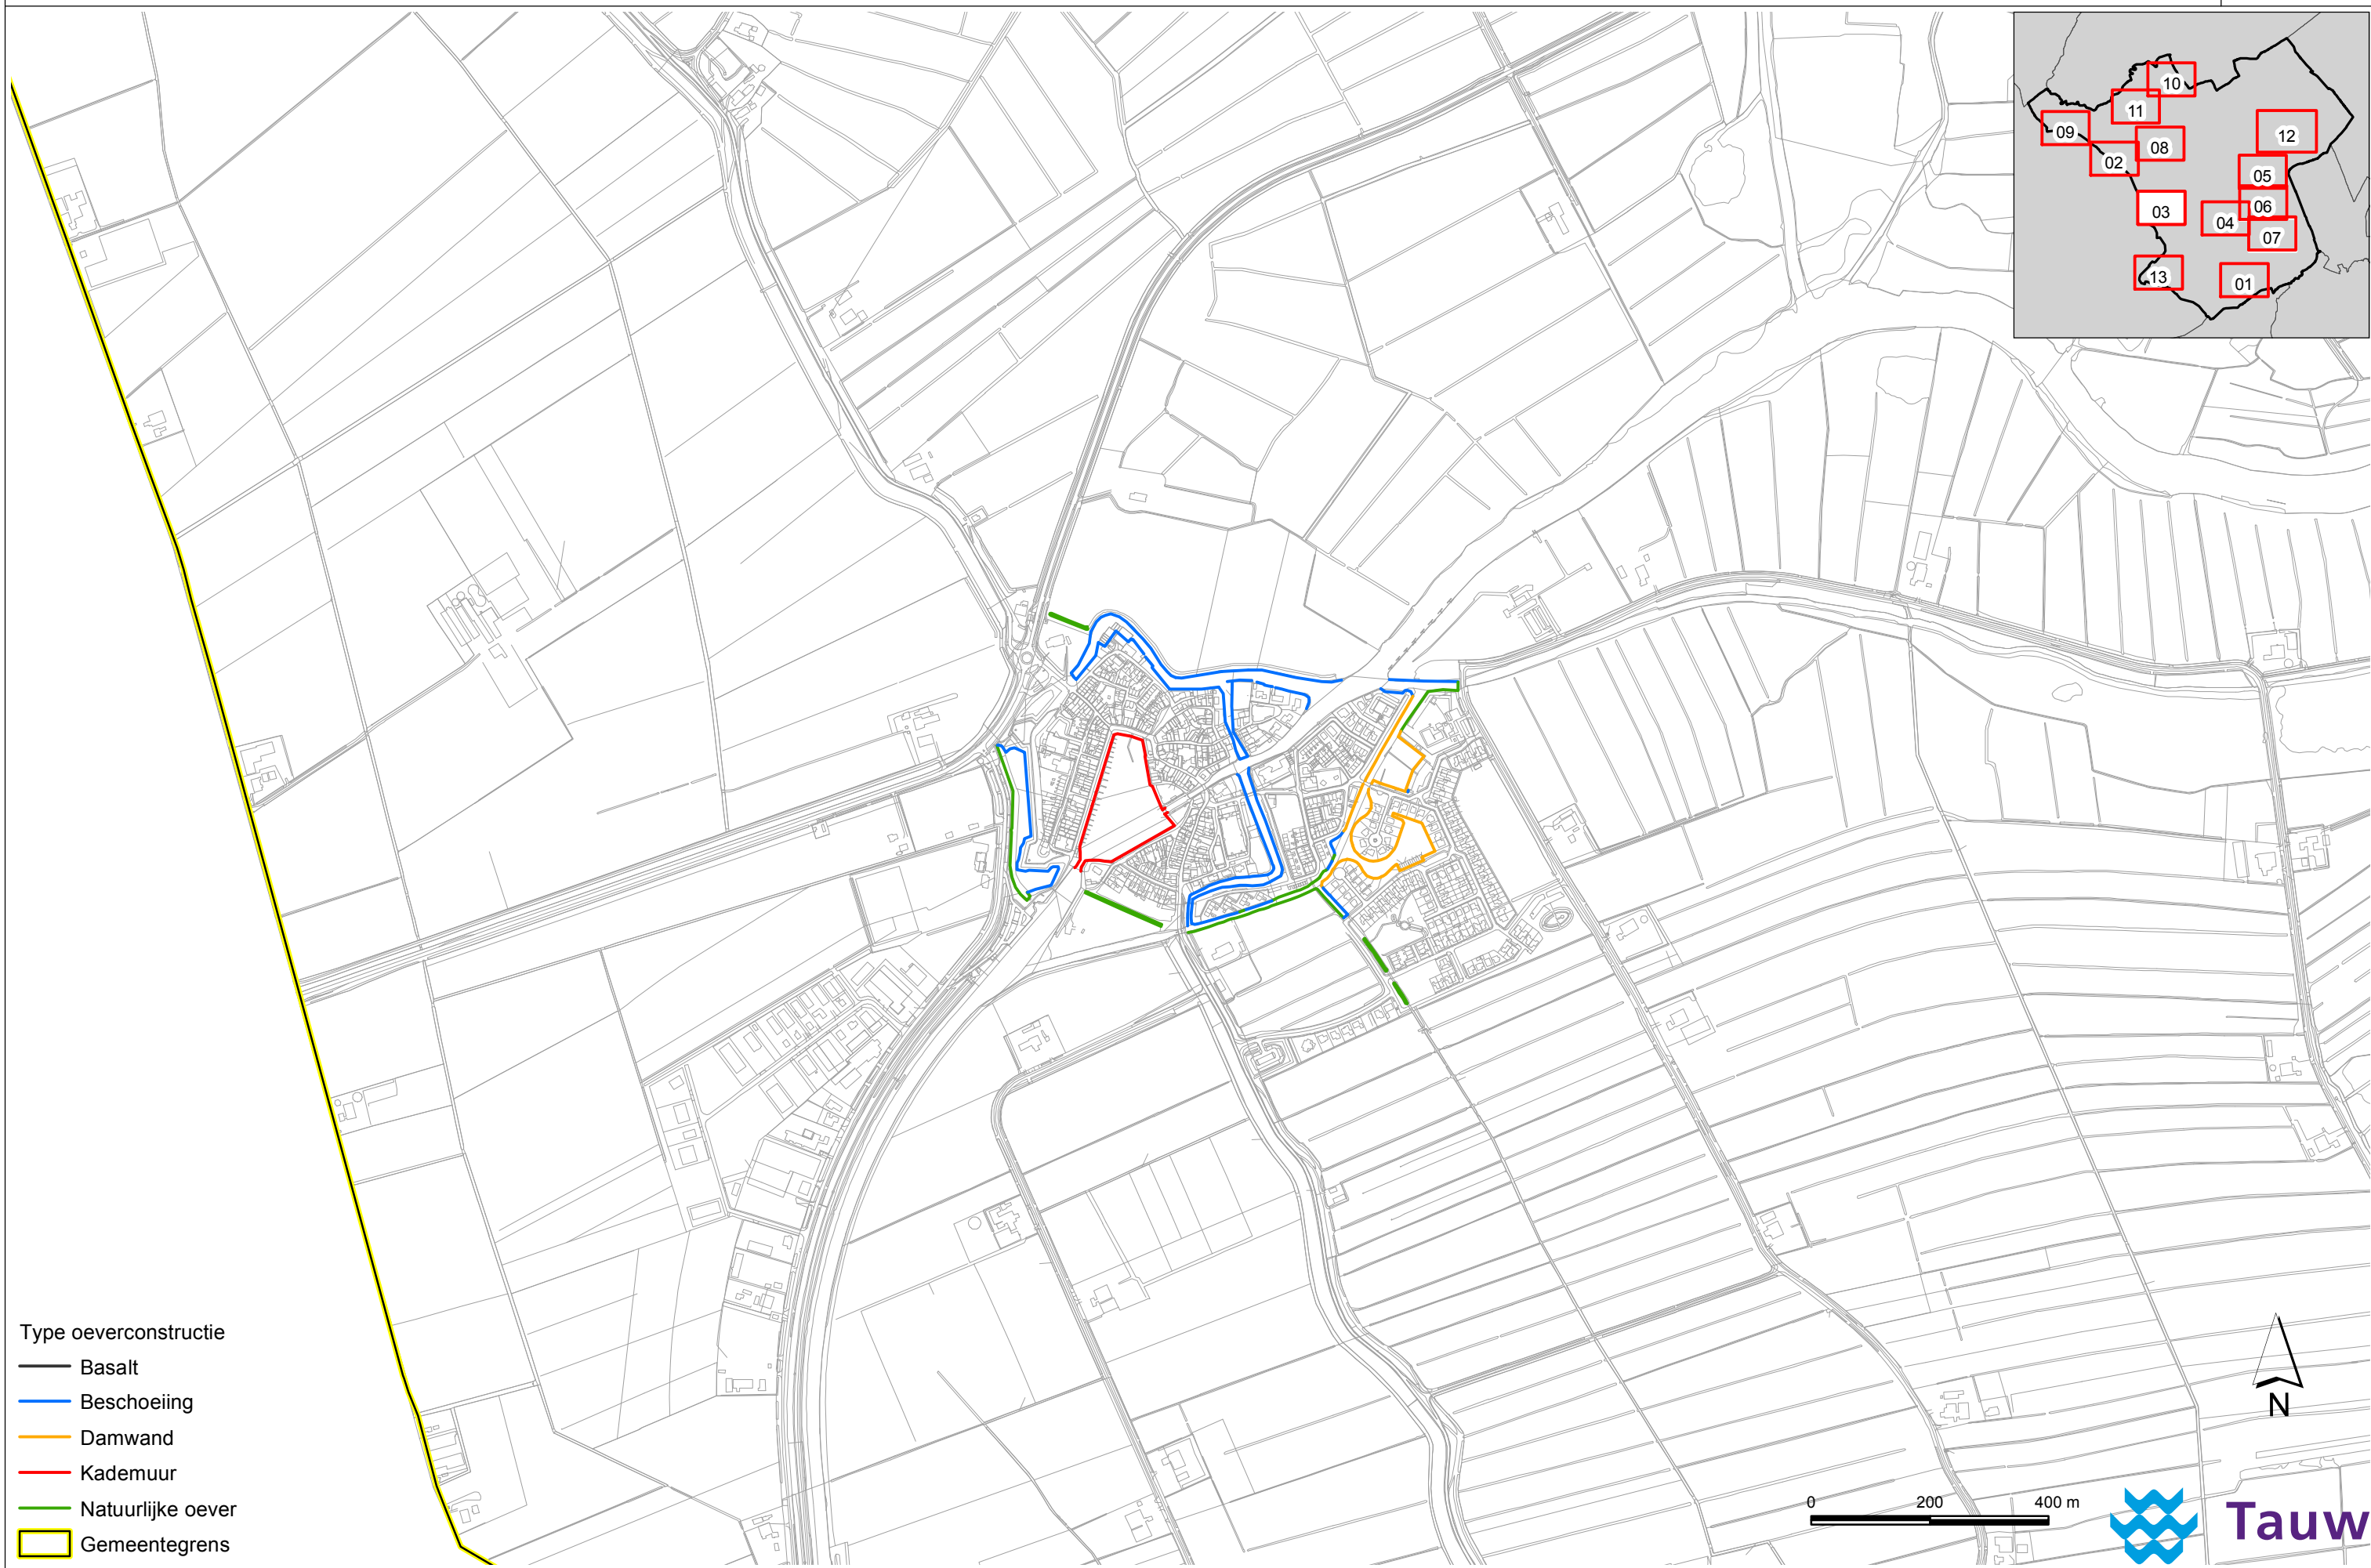 10
11
09
12
08
02
05
03
06
04
07
13
01
Type oeverconstructie
Basalt
Beschoeiing
Damwand
Kademuur
Natuurlijke oever
Gemeentegrens
N
0 200 400 m
Tauw